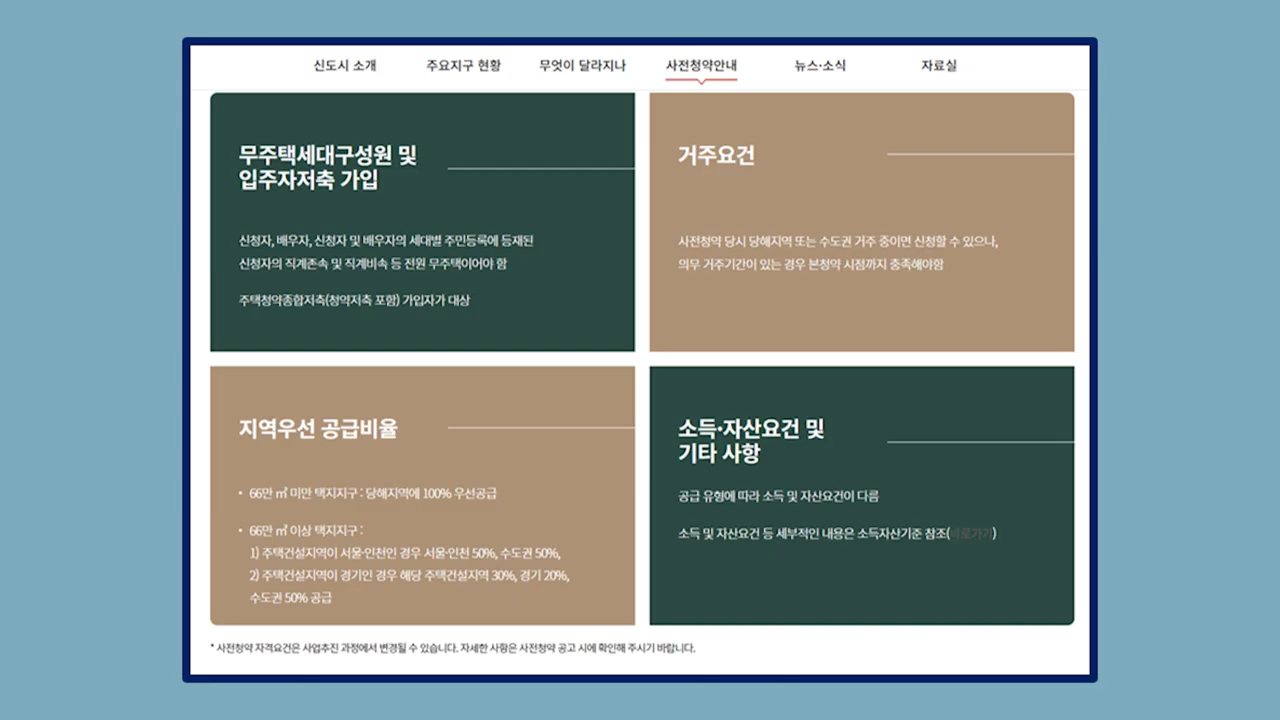 신도시 소개 주요지구 현황 무엇이 달라지나 사전청약안내 뉴스·소식 자료실
무주택세대구성원 및
입주자저축 가입
신청자, 배우자, 신청자 및 배우자의 세대별 주민등록에 등재된
신청자의 직계존속 및 직계비속 등 전원 무주택이어야 함
주택청약종합저축(청약저축 포함) 가입자가 대상
거주요건
사전청약 당시 당해지역 또는 수도권 거주 중이면 신청할 수 있으나,
의무 거주기간이 있는 경우 본청약 시점까지 충족해야함
지역우선 공급비율
• 66만 ㎡ 미만 택지지구 : 당해지역에 100% 우선공급
• 66만 ㎡ 이상 택지지구 :
1) 주택건설지역이 서울·인천인 경우 서울·인천 50%, 수도권 50%,
2) 주택건설지역이 경기인 경우 해당 주택건설지역 30%, 경기 20%,
수도권 50% 공급
소득·자산요건 및
기타 사항
공급 유형에 따라 소득 및 자산요건이 다름
소득 및 자산요건 등 세부적인 내용은 소득자산기준 참조(바로가기)
* 사전청약 자격요건은 사업추진 과정에서 변경될 수 있습니다. 자세한 사항은 사전청약 공고 시에 확인해 주시기 바랍니다.